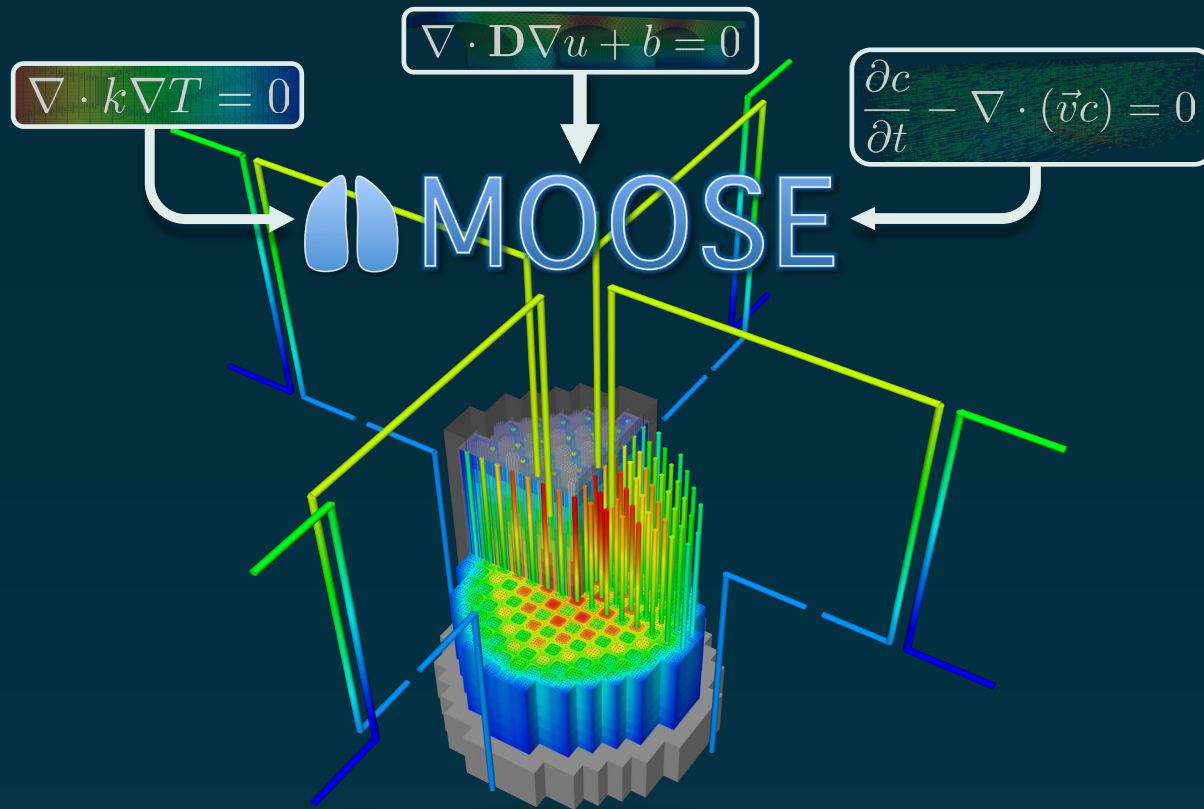 ∇ · k∇T = 0
∇ · 𝐃∇u + b = 0
∂c/∂t − ∇ · (v⃗c) = 0
MOOSE